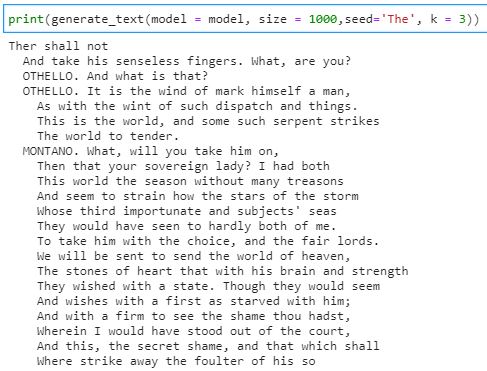 print(generate_text(model = model, size = 1000,seed='The', k = 3))
Ther shall not
And take his senseless fingers. What, are you?
OTHELLO. And what is that?
OTHELLO. It is the wind of mark himself a man,
As with the wint of such dispatch and things.
This is the world, and some such serpent strikes
The world to tender.
MONTANO. What, will you take him on,
Then that your sovereign lady? I had both
This world the season without many treasons
And seem to strain how the stars of the storm
Whose third importunate and subjects' seas
They would have seen to hardly both of me.
To take him with the choice, and the fair lords.
We will be sent to send the world of heaven,
The stones of heart that with his brain and strength
They wished with a state. Though they would seem
And wishes with a first as starved with him;
And with a firm to see the shame thou hadst,
Wherein I would have stood out of the court,
And this, the secret shame, and that which shall
Where strike away the foulter of his so